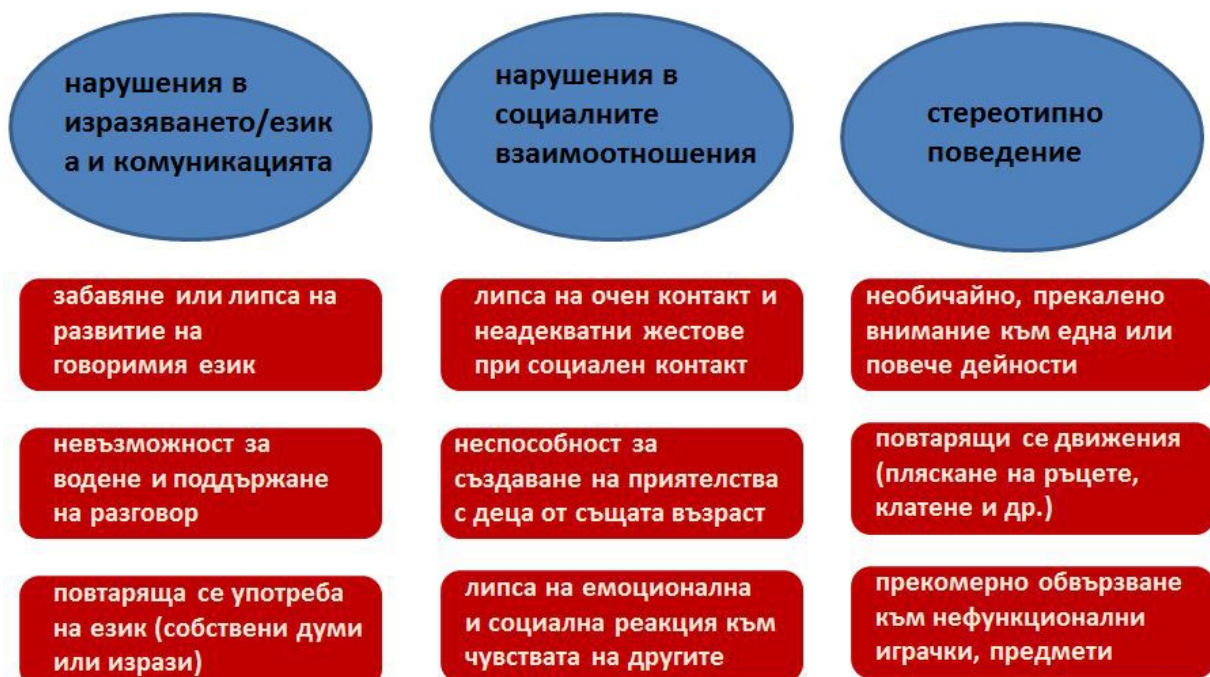 нарушения в
изразяването/език
а и комуникацията
нарушения в
социалните
взаимоотношения
стереотипно
поведение
забавяне или липса на
развитие на
говоримия език
липса на очен контакт и
неадекватни жестове
при социален контакт
необичайно, прекалено
внимание към една или
повече дейности
невъзможност за
водене и поддържане
на разговор
неспособност за
създаване на приятелства
с деца от същата възраст
повтарящи се движения
(пляскане на ръцете,
клатене и др.)
повтаряща се употреба
на език (собствени думи
или изрази)
липса на емоционална
и социална реакция към
чувствата на другите
прекомерно обвързване
към нефункционални
играчки, предмети